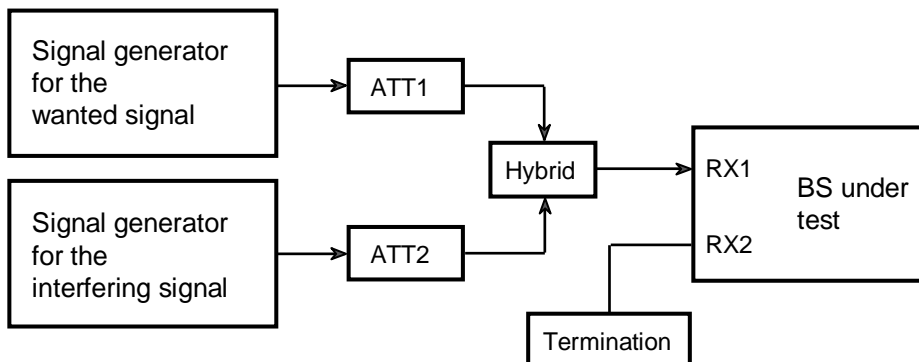 Signal generator
for the
wanted signal
ATT1
Hybrid
RX1
BS under
test
RX2
Signal generator
for the
interfering signal
ATT2
Termination